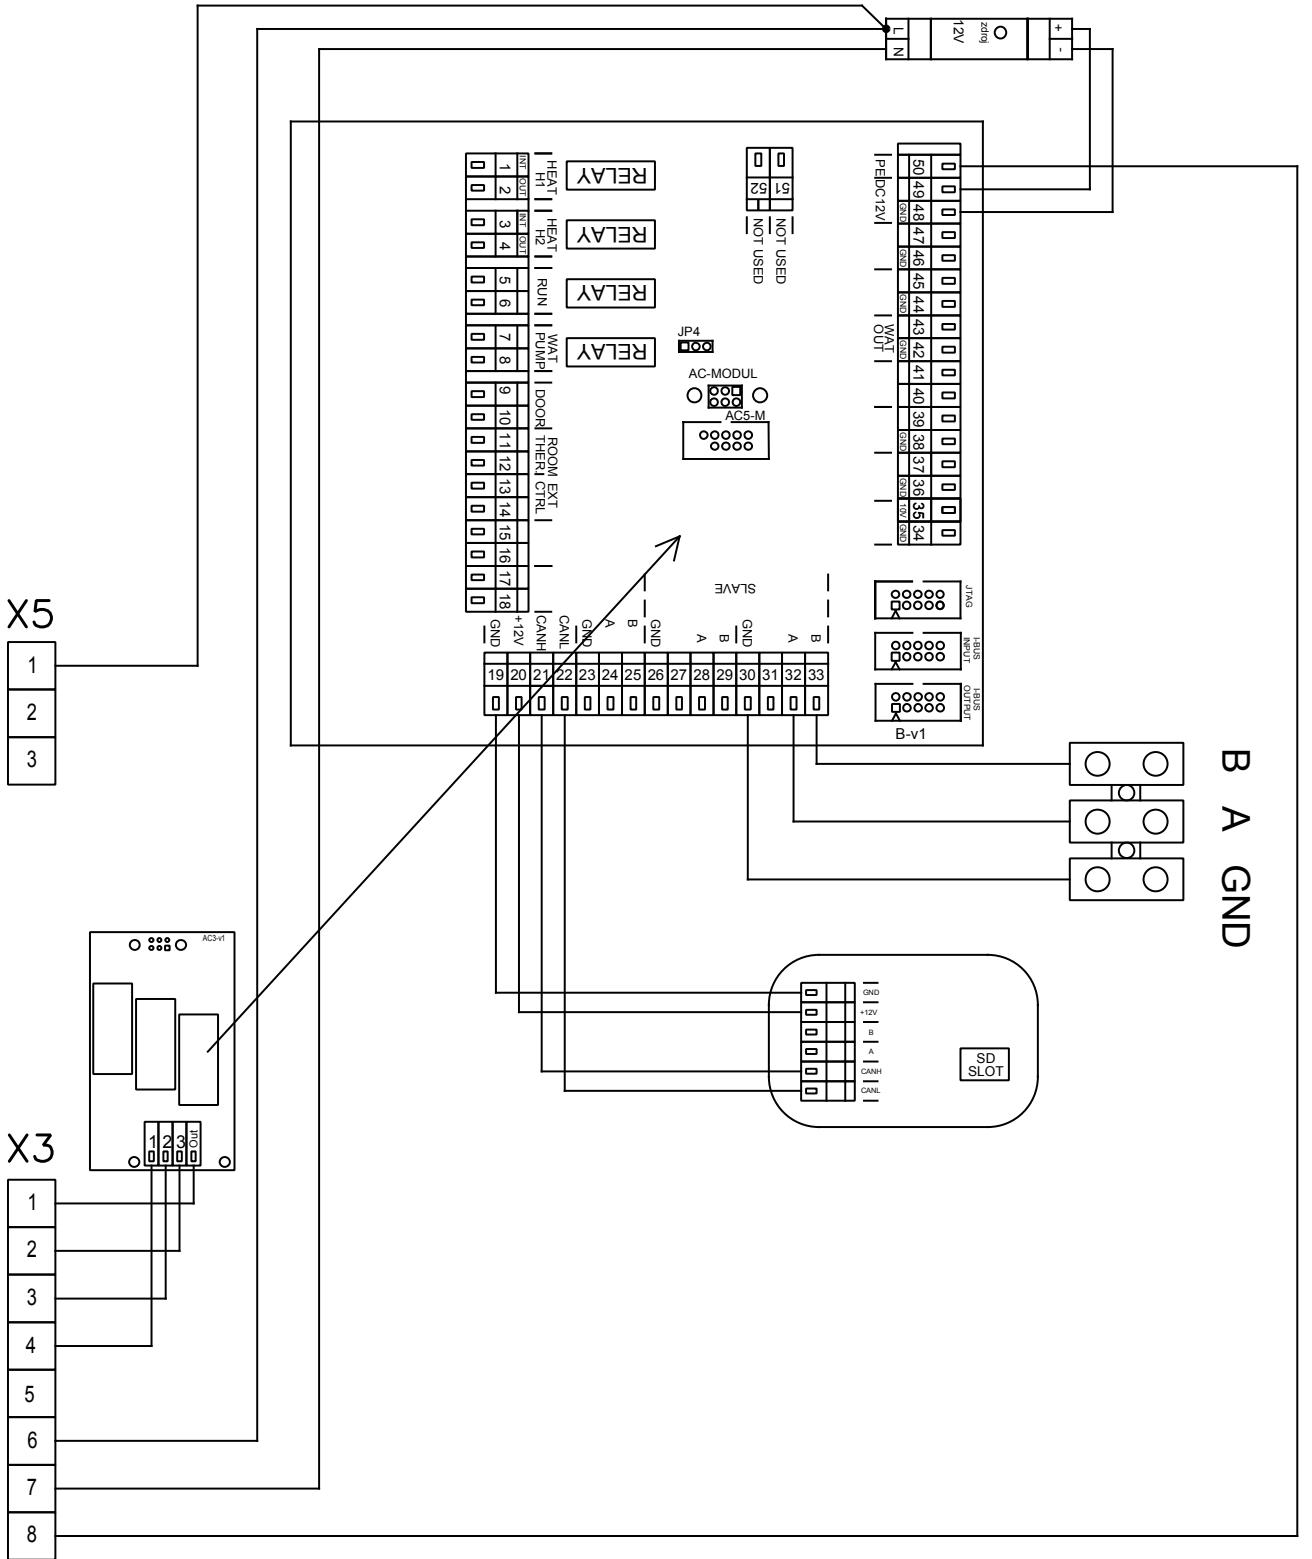 L
N
12V
zdroj
+
-
1 INT
2 OUT
HEAT
H1
RELAY
3 INT
4 OUT
HEAT
H2
RELAY
5
6
RUN
RELAY
7
8
WAT
PUMP
RELAY
9
10
DOOR
11
12
ROOM
THER.
13
14
EXT
CTRL
15
16
17
18
52
51
NOT USED
NOT USED
JP4
AC-MODUL
AC5-M
PE
DC12V
50
49
48 GND
47
46 GND
45
44 GND
WAT
OUT
43
42 GND
41
40
39
38 GND
37
36 GND
35 10V
34 GND
SLAVE
JTAG
I-BUS
INPUT
I-BUS
OUTPUT
B-v1
GND
+12V
CANH
CANL
GND
A
B
GND
A
B
GND
A
B
19 20 21 22 23 24 25 26 27 28 29 30 31 32 33
X5
1
2
3
B
A
GND
GND
+12V
B
A
CANH
CANL
SD
SLOT
AC3-v1
1 2 3 Out
X3
1
2
3
4
5
6
7
8